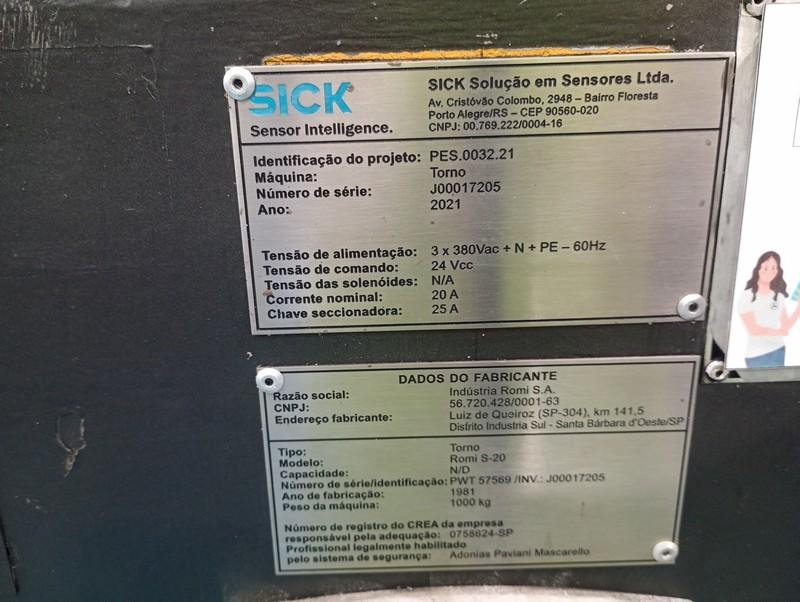 SICK
Sensor Intelligence.
SICK Solução em Sensores Ltda.
Av. Cristóvão Colombo, 2948 – Bairro Floresta
Porto Alegre/RS – CEP 90560-020
CNPJ: 00.769.222/0004-16
Identificação do projeto: PES.0032.21
Máquina: Torno
Número de série: J00017205
Ano: 2021
Tensão de alimentação: 3 x 380Vac + N + PE – 60Hz
Tensão de comando: 24 Vcc
Tensão das solenóides: N/A
Corrente nominal: 20 A
Chave seccionadora: 25 A
DADOS DO FABRICANTE
Razão social: Indústria Romi S.A.
CNPJ: 56.720.428/0001-63
Endereço fabricante: Luiz de Queiroz (SP-304), km 141,5
Distrito Industria Sul - Santa Bárbara d'Oeste/SP
Tipo: Torno
Modelo: Romi S-20
Capacidade: N/D
Número de série/identificação: PWT 57569 /INV.: J00017205
Ano de fabricação: 1981
Peso da máquina: 1000 kg
Número de registro do CREA da empresa
responsável pela adequação: 0758624-SP
Profissional legalmente habilitado
pelo sistema de segurança: Adonias Paviani Mascarello